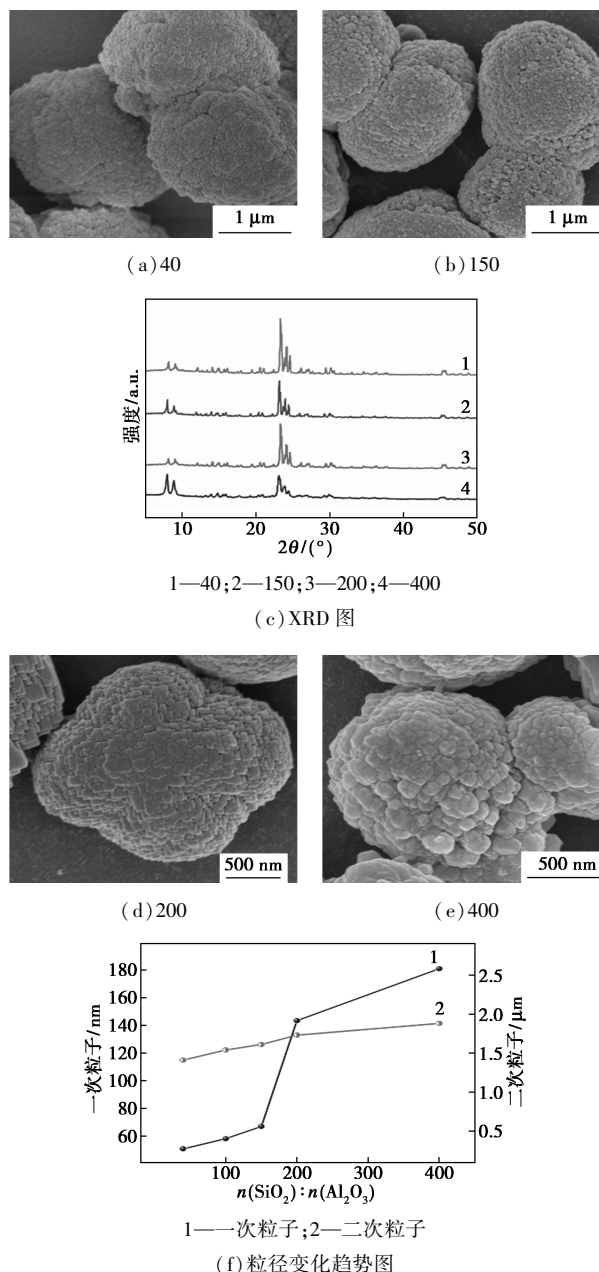 1 μm
1 μm
(a)40
(b)150
强度/a.u.
1
2
3
4
10 20 30 40 50
2θ/(°)
1—40;2—150;3—200;4—400
(c)XRD 图
500 nm
500 nm
(d)200
(e)400
一次粒子/nm
180
160
140
120
100
80
60
1
2
2.5
2.0
1.5
1.0
0.5
二次粒子/μm
100 200 300 400
n(SiO₂):n(Al₂O₃)
1—一次粒子;2—二次粒子
(f)粒径变化趋势图